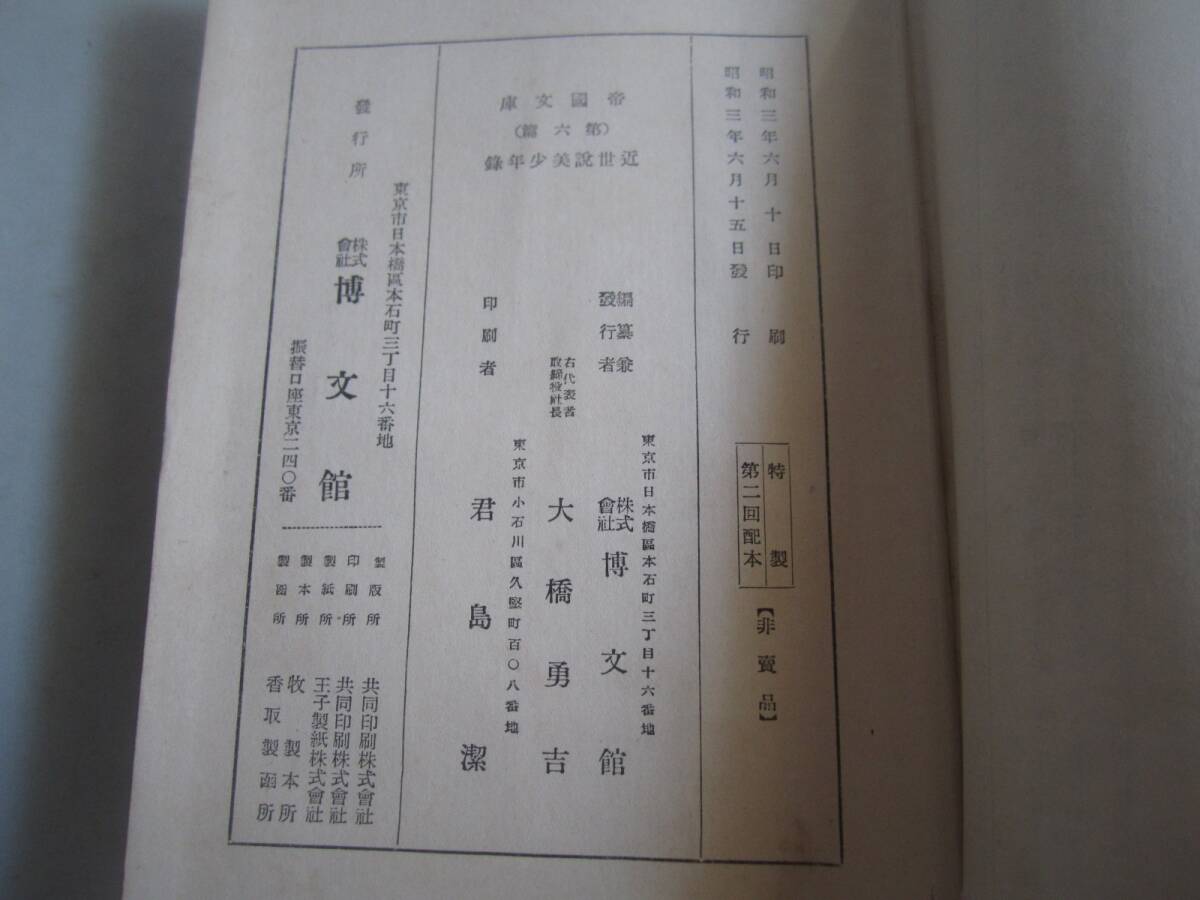 昭和三年六月十日印刷
昭和三年六月十五日發行
特製
第二回配本
【非賣品】
帝國文庫
(第六篇)
近世說美少年錄
編纂兼
發行者
東京市日本橋區本石町三丁目十六番地
株式會社 博文館
右代表者
取締役社長
大橋勇吉
東京市小石川區久堅町百〇八番地
印刷者 君島潔
東京市日本橋區本石町三丁目十六番地
發行所 株式會社 博文館
振替口座東京二四〇番
製版所 共同印刷株式會社
印刷所 共同印刷株式會社
製紙所 王子製紙株式會社
製本所 牧製本所
製函所 香取製函所